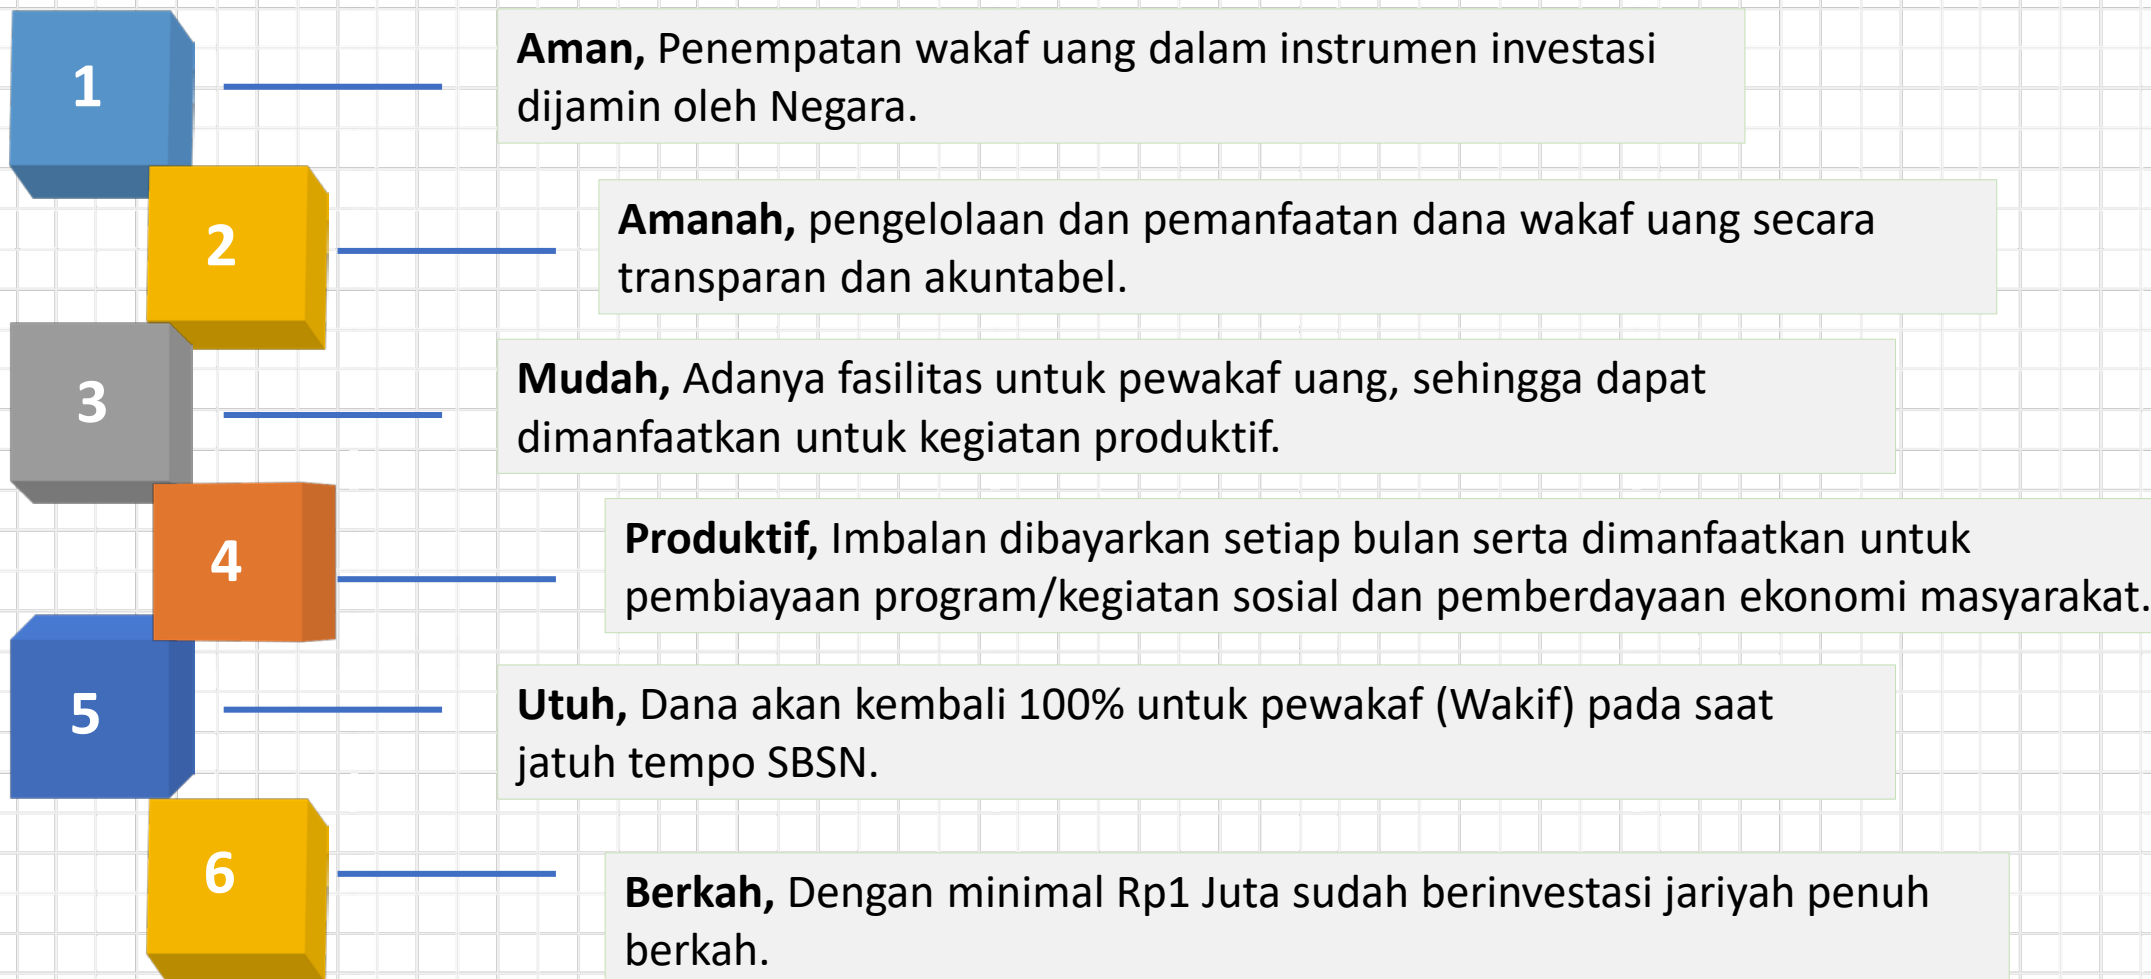 1
Aman, Penempatan wakaf uang dalam instrumen investasi
dijamin oleh Negara.
2
Amanah, pengelolaan dan pemanfaatan dana wakaf uang secara
transparan dan akuntabel.
3
Mudah, Adanya fasilitas untuk pewakaf uang, sehingga dapat
dimanfaatkan untuk kegiatan produktif.
4
Produktif, Imbalan dibayarkan setiap bulan serta dimanfaatkan untuk
pembiayaan program/kegiatan sosial dan pemberdayaan ekonomi masyarakat.
5
Utuh, Dana akan kembali 100% untuk pewakaf (Wakif) pada saat
jatuh tempo SBSN.
6
Berkah, Dengan minimal Rp1 Juta sudah berinvestasi jariyah penuh
berkah.